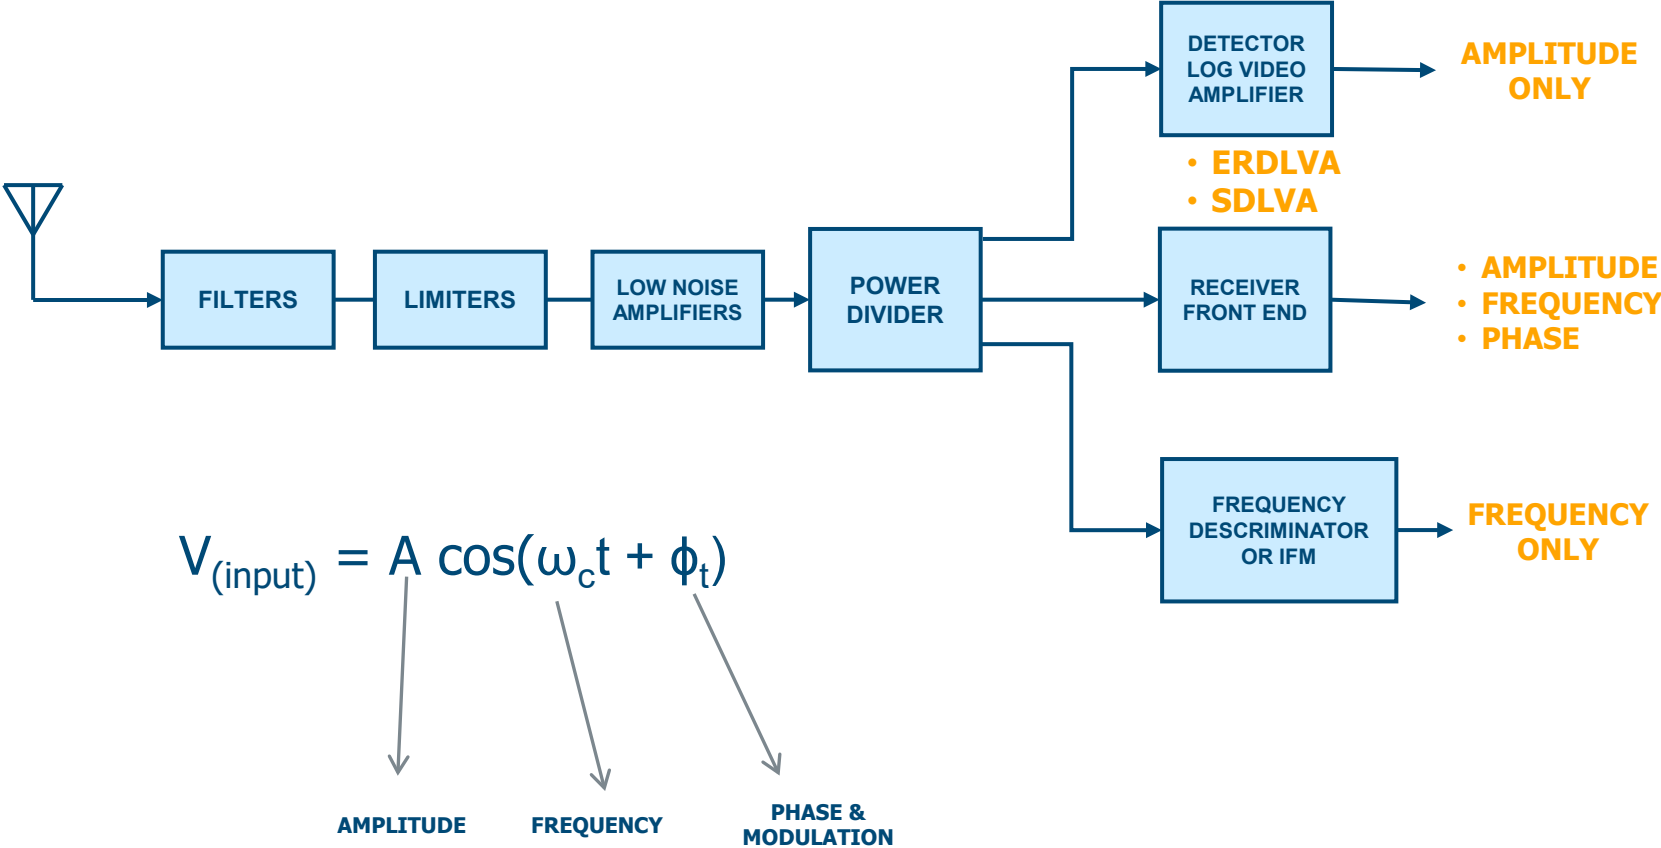 DETECTOR
LOG VIDEO
AMPLIFIER
AMPLITUDE
ONLY
• ERDLVA
• SDLVA
FILTERS
LIMITERS
LOW NOISE
AMPLIFIERS
POWER
DIVIDER
RECEIVER
FRONT END
• AMPLITUDE
• FREQUENCY
• PHASE
FREQUENCY
DESCRIMINATOR
OR IFM
FREQUENCY
ONLY
V(input) = A cos(ωct + ϕt)
AMPLITUDE
FREQUENCY
PHASE &
MODULATION